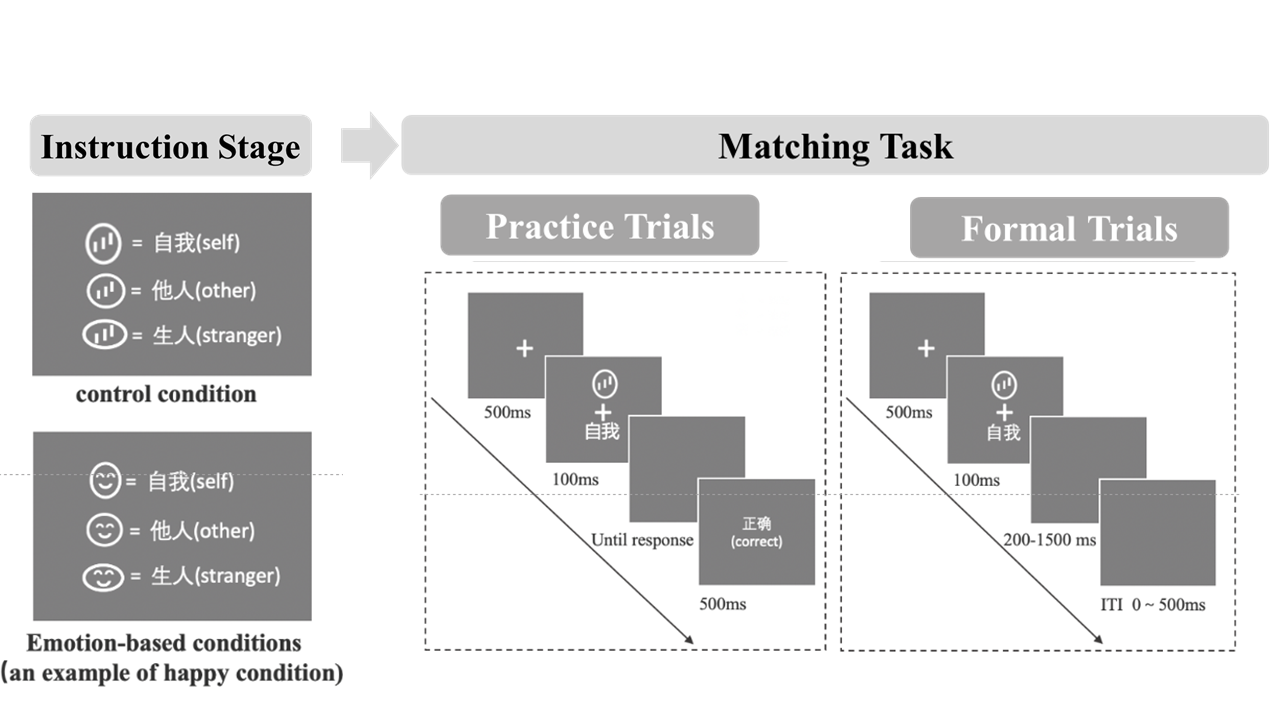 Instruction Stage
Matching Task
= 自我(self)
= 他人(other)
= 生人(stranger)
control condition
= 自我(self)
= 他人(other)
= 生人(stranger)
Emotion-based conditions
(an example of happy condition)
Practice Trials
+
500ms
+
自我
100ms
Until response
正确
(correct)
500ms
Formal Trials
+
500ms
+
自我
100ms
200-1500 ms
ITI 0 ~ 500ms